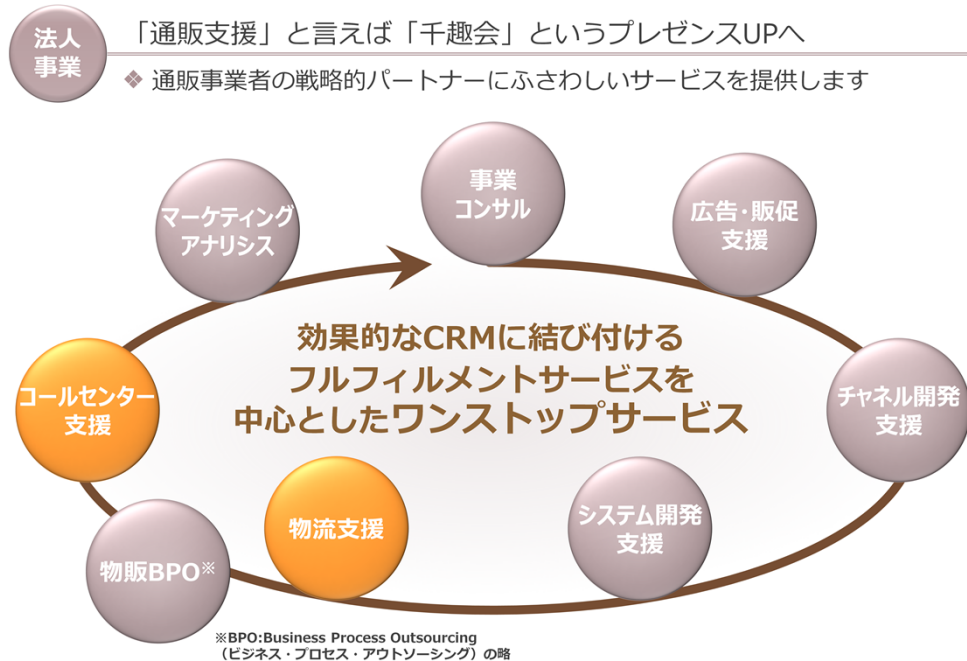 法人
事業
「通販支援」と言えば「千趣会」というプレゼンスUPへ
❖ 通販事業者の戦略的パートナーにふさわしいサービスを提供します
事業
コンサル
広告・販促
支援
チャネル開発
支援
システム開発
支援
物流支援
物販BPO※
コールセンター
支援
マーケティング
アナリシス
効果的なCRMに結び付ける
フルフィルメントサービスを
中心としたワンストップサービス
※BPO:Business Process Outsourcing
（ビジネス・プロセス・アウトソーシング）の略